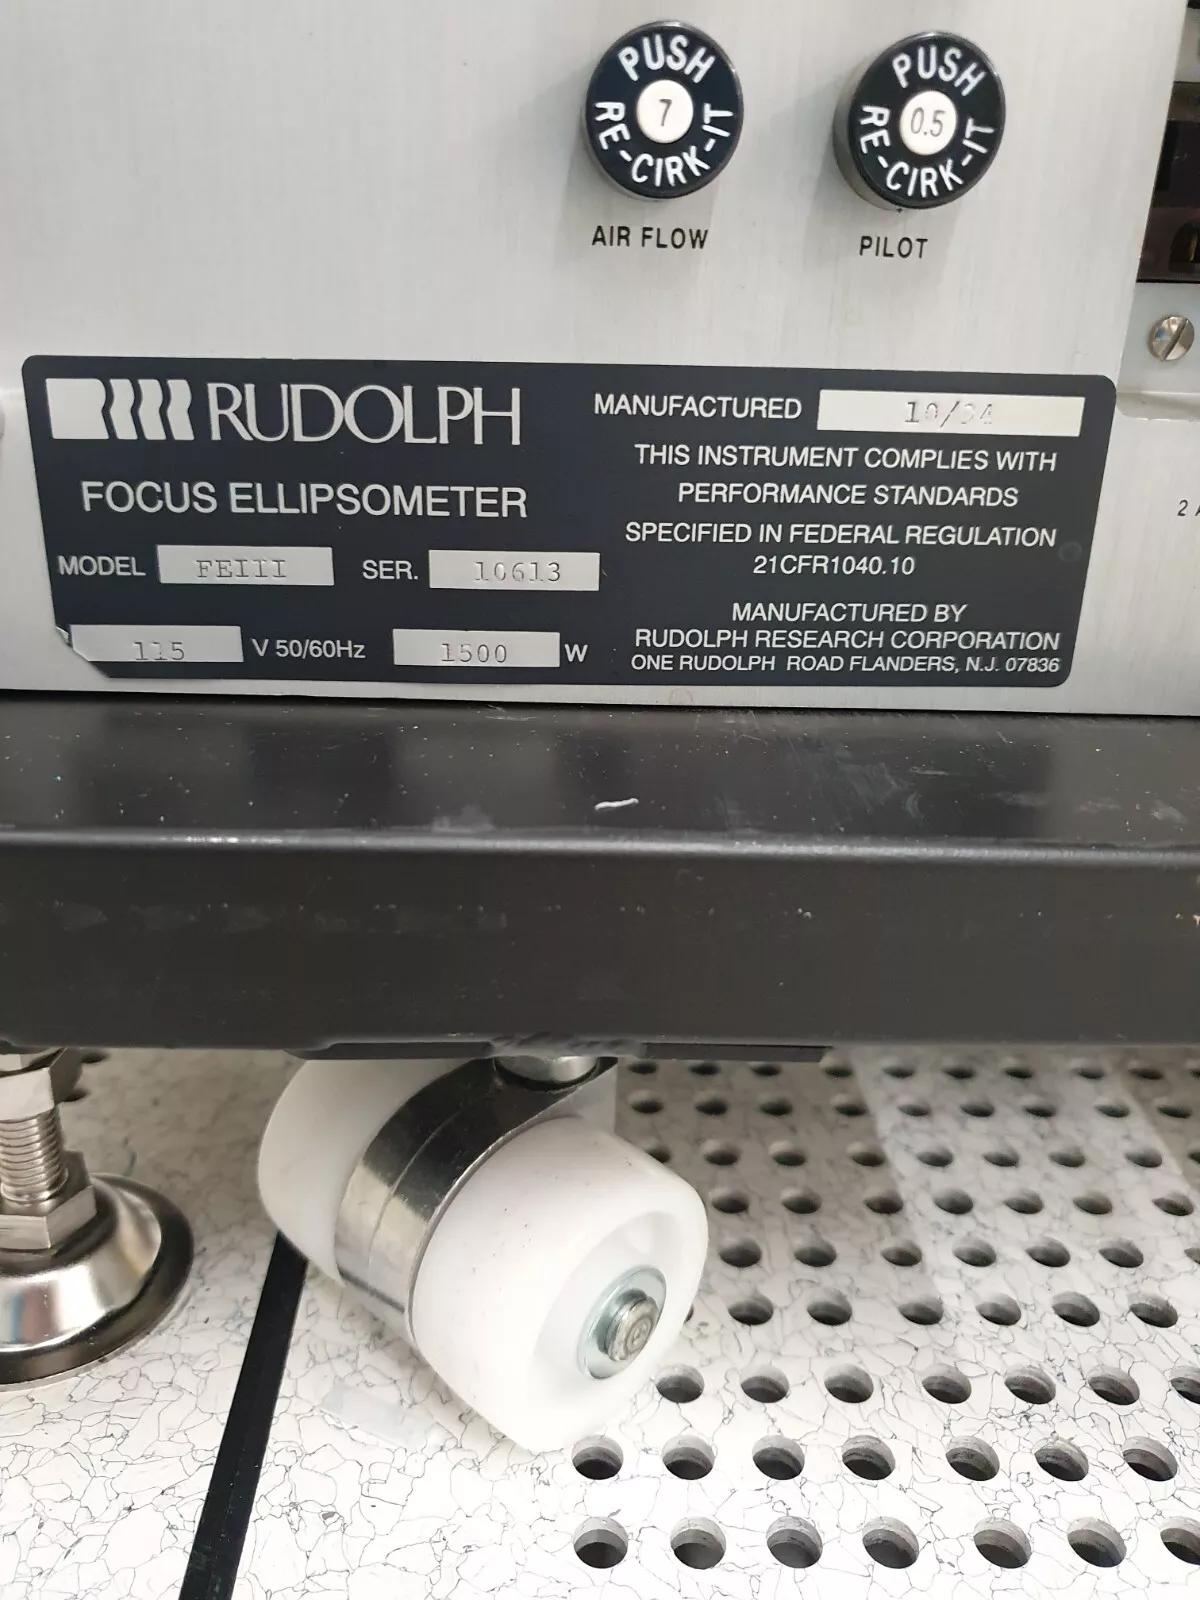 PUSH
7
RE-CIRK-IT
AIR FLOW
PUSH
0.5
RE-CIRK-IT
PILOT
RUDOLPH
FOCUS ELLIPSOMETER
MODEL FEIII SER. 10613
115 V 50/60Hz 1500 W
MANUFACTURED
THIS INSTRUMENT COMPLIES WITH
PERFORMANCE STANDARDS
SPECIFIED IN FEDERAL REGULATION
21CFR1040.10
MANUFACTURED BY
RUDOLPH RESEARCH CORPORATION
ONE RUDOLPH ROAD FLANDERS, N.J. 07836
2